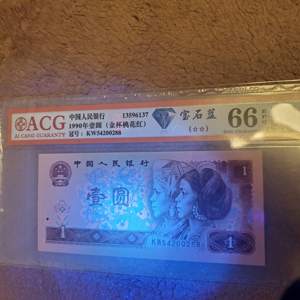 ACG 中国人民银行 13596137 宝石蓝 66
AI CANG GUARANTY 1990年壹圆 (金杯桃花红) (☆☆)
冠号: KW54200288
中国人民银行 1
壹圆
KW54200288
1 1